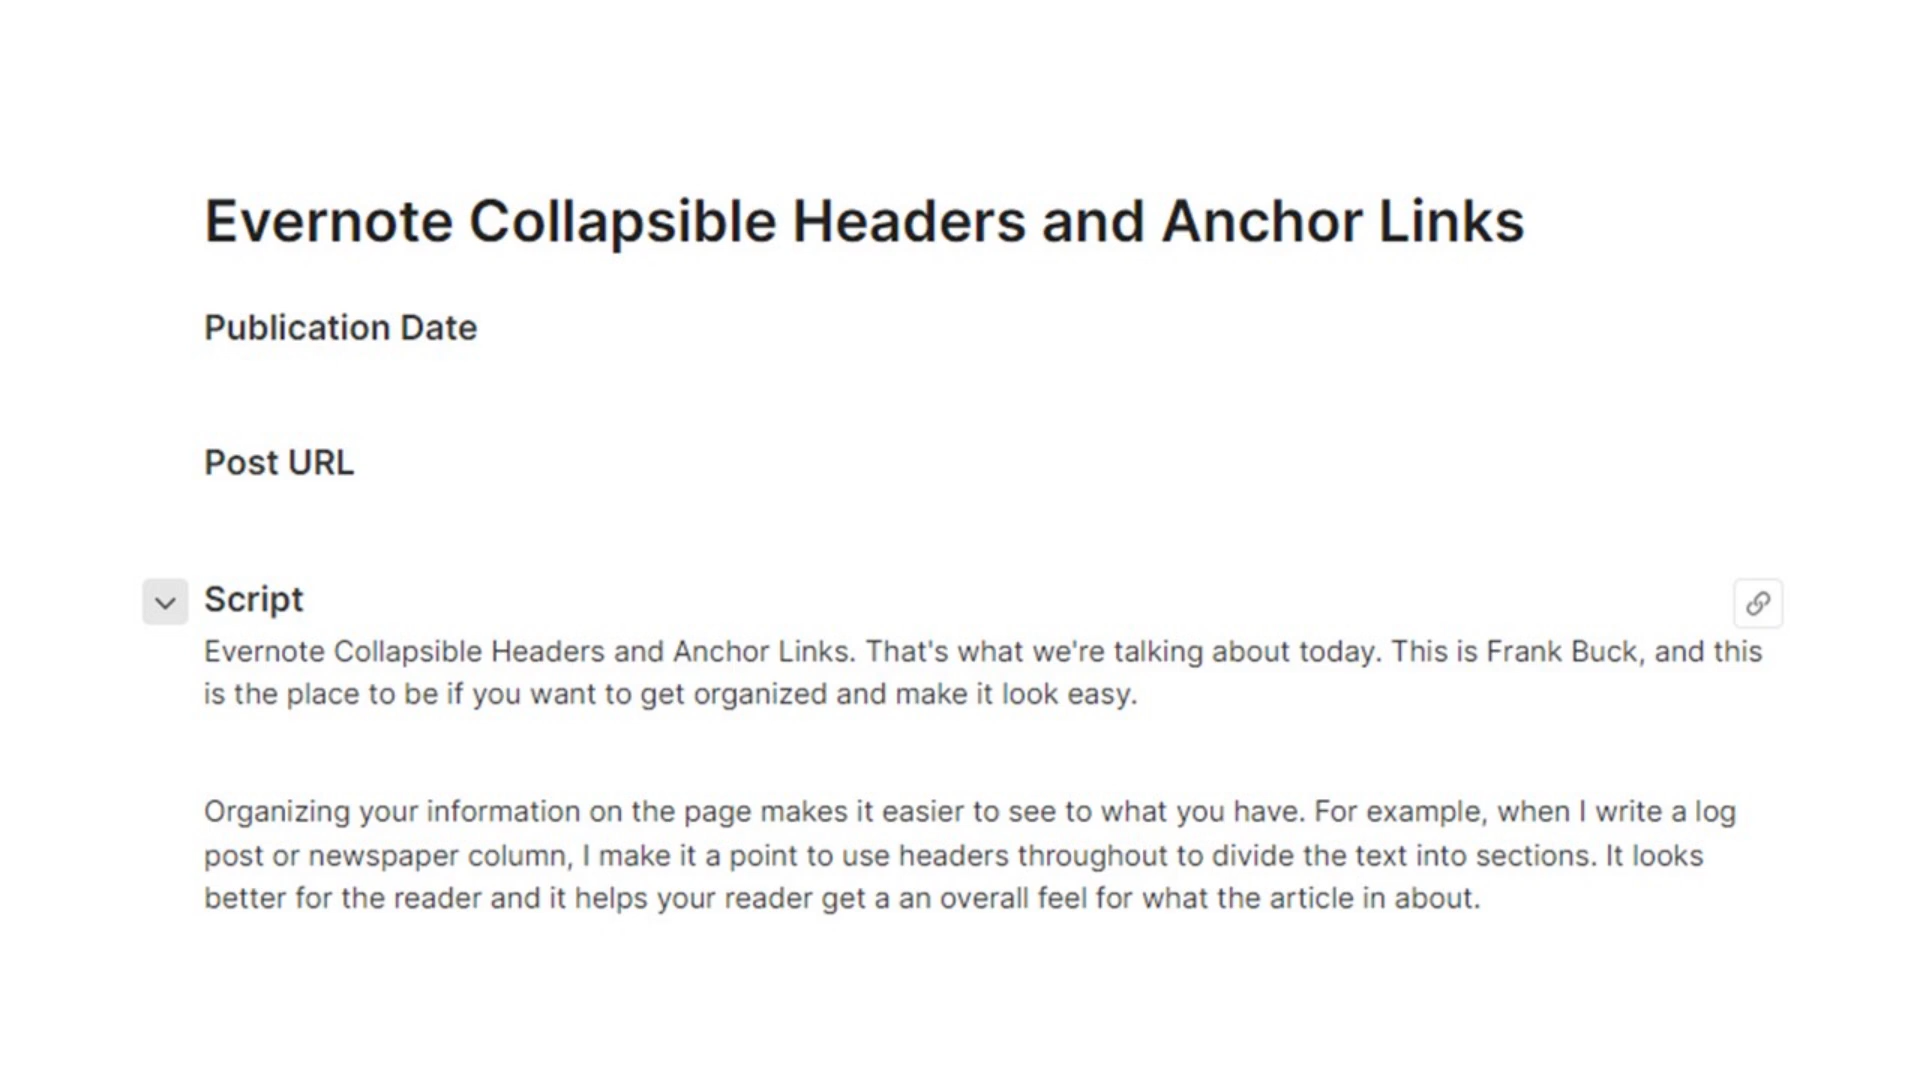 Evernote Collapsible Headers and Anchor Links
Publication Date
Post URL
Script
Evernote Collapsible Headers and Anchor Links. That's what we're talking about today. This is Frank Buck, and this
is the place to be if you want to get organized and make it look easy.
Organizing your information on the page makes it easier to see to what you have. For example, when I write a log
post or newspaper column, I make it a point to use headers throughout to divide the text into sections. It looks
better for the reader and it helps your reader get a an overall feel for what the article in about.